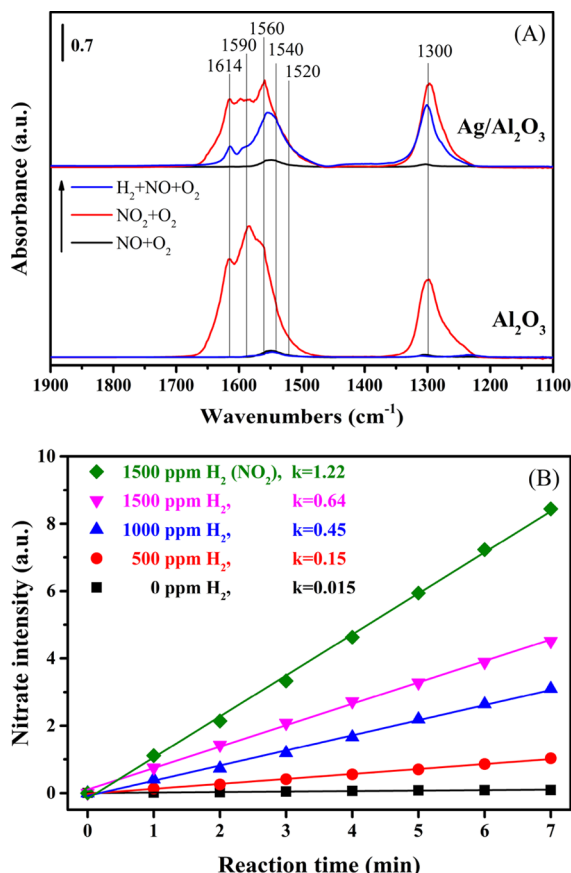 (A)
0.7
1614
1590
1560
1540
1520
1300
Ag/Al₂O₃
H₂+NO+O₂
NO₂+O₂
NO+O₂
Al₂O₃
Absorbance (a.u.)
1900 1800 1700 1600 1500 1400 1300 1200 1100
Wavenumbers (cm⁻¹)
(B)
1500 ppm H₂ (NO₂), k=1.22
1500 ppm H₂, k=0.64
1000 ppm H₂, k=0.45
500 ppm H₂, k=0.15
0 ppm H₂, k=0.015
Nitrate intensity (a.u.)
10
8
6
4
2
0
0 1 2 3 4 5 6 7
Reaction time (min)